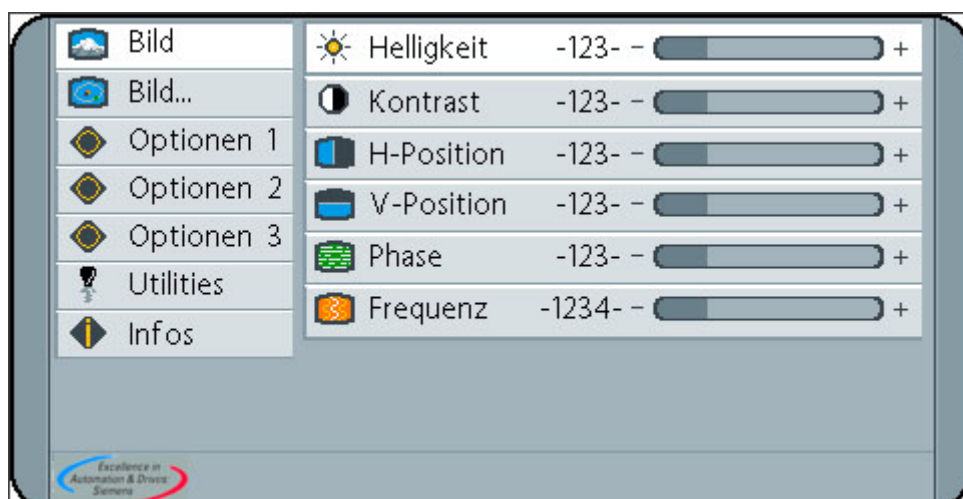 Bild
Bild...
Optionen 1
Optionen 2
Optionen 3
Utilities
Infos
Helligkeit -123- - +
Kontrast -123- - +
H-Position -123- - +
V-Position -123- - +
Phase -123- - +
Frequenz -1234- - +
Excellence in
Automation & Drives:
Siemens